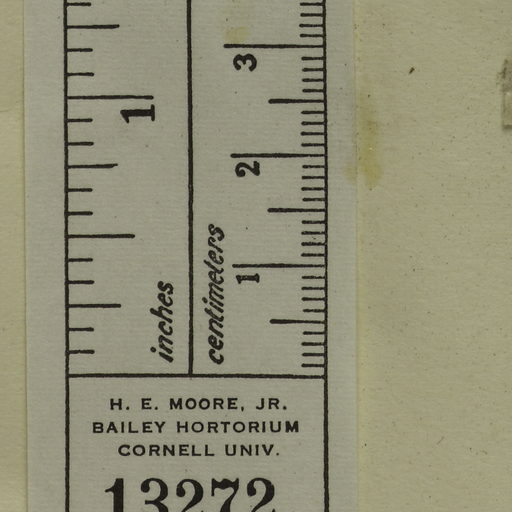 3
1
2
1
inches
centimeters
H. E. MOORE, JR.
BAILEY HORTORIUM
CORNELL UNIV.
13272